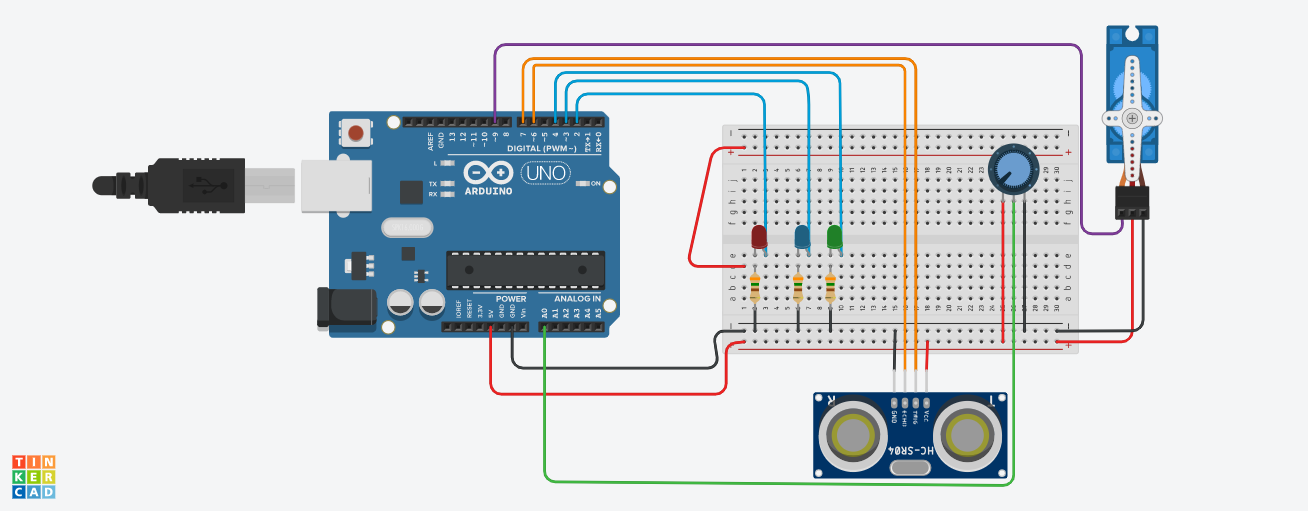 AREF
GND
13
12
~11
~10
~9
8
7
~6
~5
4
~3
2
TX→1
RX←0
DIGITAL (PWM~)
L
TX
RX
ARDUINO
UNO
ON
POWER
ANALOG IN
IOREF
RESET
3.3V
5V
GND
GND
Vin
A0
A1
A2
A3
A4
A5
GND
ECHO
TRIG
Vcc
R
T
HC-SR04
TIN
KER
CAD